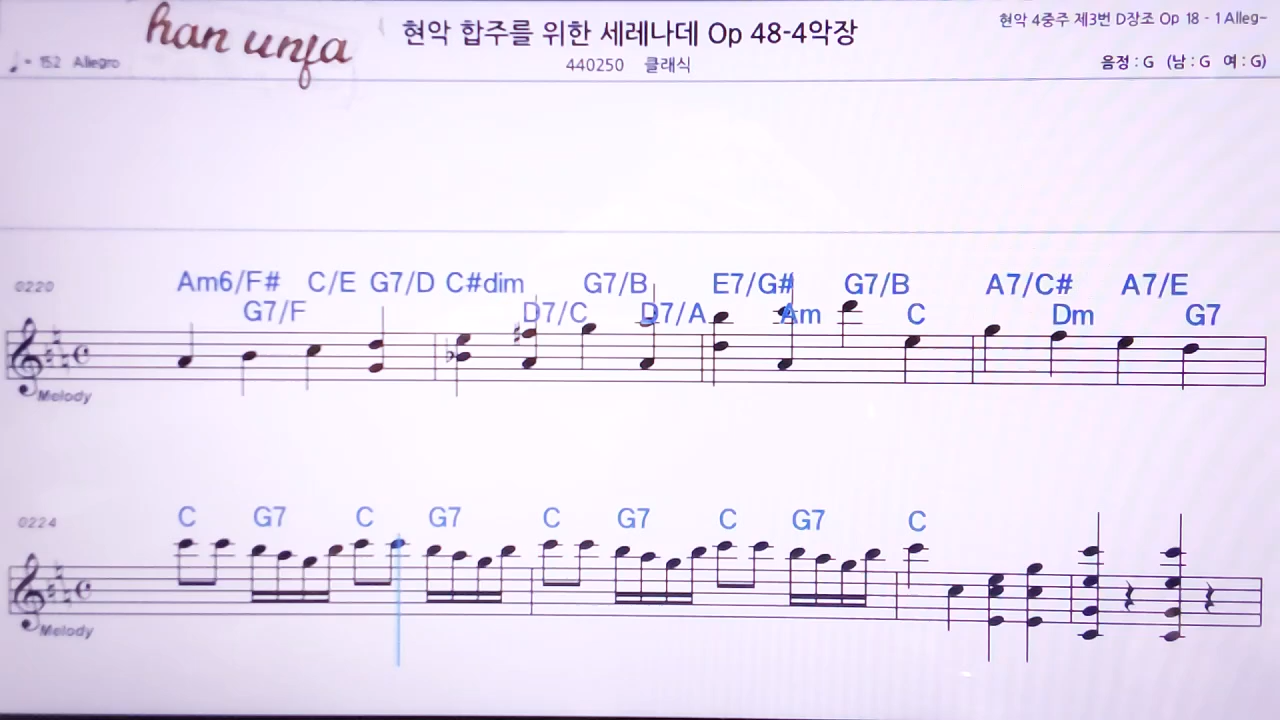 han unfa
현악 합주를 위한 세레나데 Op 48-4악장
현악 4중주 제3번 D장조 Op 18 - 1 Alleg~
♩= 152 Allegro
440250 클래식
음정 : G (남 : G 여 : G)
0220
Am6/F# C/E G7/D C#dim G7/B E7/G# G7/B A7/C# A7/E
G7/F D7/C D7/A Am C Dm G7
Melody
0224
C G7 C G7 C G7 C G7 C
Melody